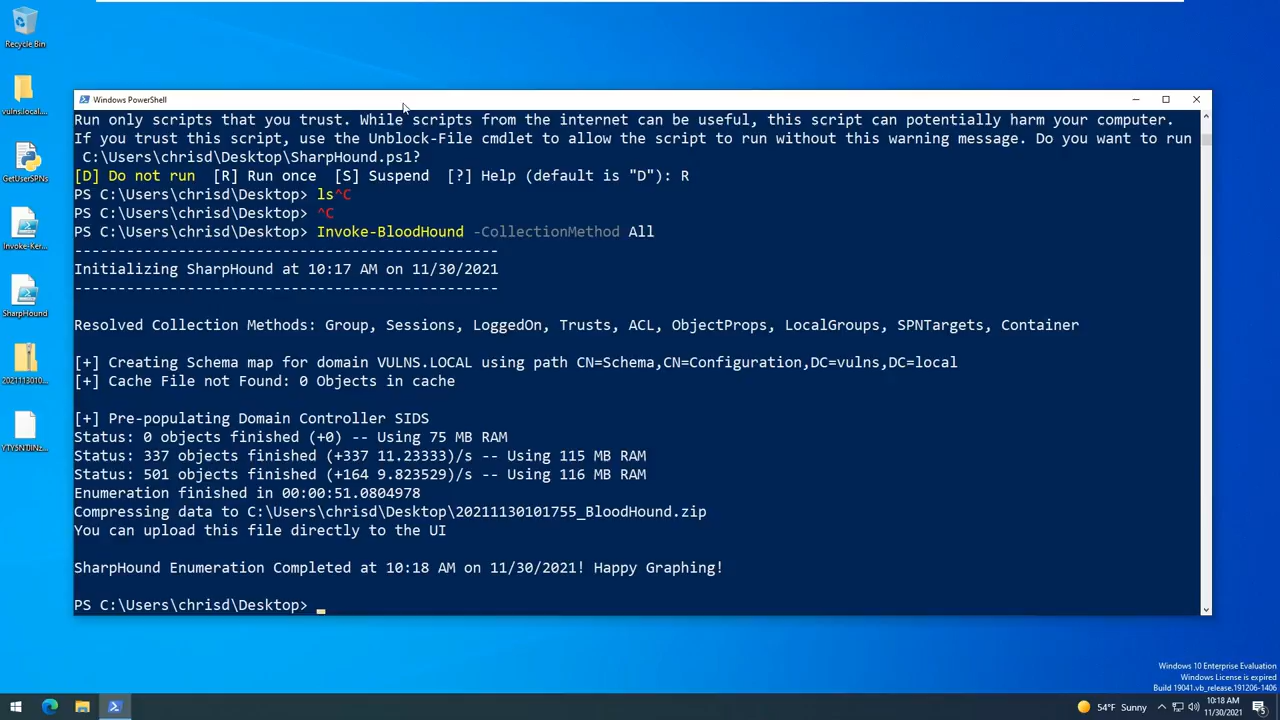 Recycle Bin
vulns.local....
GetUserSPNs
Invoke-Ker...
SharpHound
2021113010...
Windows PowerShell
Run only scripts that you trust. While scripts from the internet can be useful, this script can potentially harm your computer.
If you trust this script, use the Unblock-File cmdlet to allow the script to run without this warning message. Do you want to run
C:\Users\chrisd\Desktop\SharpHound.ps1?
[D] Do not run  [R] Run once  [S] Suspend  [?] Help (default is "D"): R
PS C:\Users\chrisd\Desktop> ls^C
PS C:\Users\chrisd\Desktop> ^C
PS C:\Users\chrisd\Desktop> Invoke-BloodHound -CollectionMethod All
-------------------------------------------------
Initializing SharpHound at 10:17 AM on 11/30/2021
-------------------------------------------------
Resolved Collection Methods: Group, Sessions, LoggedOn, Trusts, ACL, ObjectProps, LocalGroups, SPNTargets, Container
[+] Creating Schema map for domain VULNS.LOCAL using path CN=Schema,CN=Configuration,DC=vulns,DC=local
[+] Cache File not Found: 0 Objects in cache
[+] Pre-populating Domain Controller SIDS
Status: 0 objects finished (+0) -- Using 75 MB RAM
Status: 337 objects finished (+337 11.23333)/s -- Using 115 MB RAM
Status: 501 objects finished (+164 9.823529)/s -- Using 116 MB RAM
Enumeration finished in 00:00:51.0804978
Compressing data to C:\Users\chrisd\Desktop\20211130101755_BloodHound.zip
You can upload this file directly to the UI
SharpHound Enumeration Completed at 10:18 AM on 11/30/2021! Happy Graphing!
PS C:\Users\chrisd\Desktop>
Windows 10 Enterprise Evaluation
Windows License is expired
Build 19041.vb_release.191206-1406
54°F Sunny
10:18 AM
11/30/2021